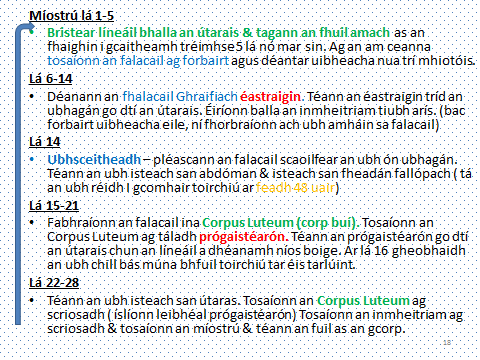 Míostrú lá 1-5
• Bristear líneáil bhalla an útarais & tagann an fhuil amach as an
fhaighin i gcaitheamh tréimhse5 lá nó mar sin. Ag an am ceanna
tosaíonn an falacail ag forbairt agus déantar uibheacha nua trí mhiotóis.
Lá 6-14
• Déanann an fhalacail Ghraifiach éastraigin. Téann an éastraigin tríd an
ubhagán go dtí an útarais. Éiríonn balla an inmheitriam tiubh arís. (bac
forbairt uibheacha eile, ní fhorbraíonn ach ubh amháin sa falacail)
Lá 14
• Ubhsceitheadh – pléascann an falacail scaoilfear an ubh ón ubhagán.
Téann an ubh isteach san abdóman & isteach san fheadán fallópach ( tá
an ubh réidh I gcomhair toirchiú ar feadh 48 uair)
Lá 15-21
• Fabhraíonn an falacail ina Corpus Luteum (corp buí). Tosaíonn an
Corpus Luteum ag táladh prógaistéarón. Téann an prógaistéarón go dtí
an útarais chun an líneáil a dhéanamh níos boige. Ar lá 16 gheobhaidh
an ubh chill bás múna bhfuil toirchiú tar éis tarlúint.
Lá 22-28
• Téann an ubh isteach san útaras. Tosaíonn an Corpus Luteum ag
scriosadh ( íslíonn leibhéal prógaistéarón) Tosaíonn an inmheitriam ag
scriosadh & tosaíonn an míostrú & téann an fuil as an gcorp.
18